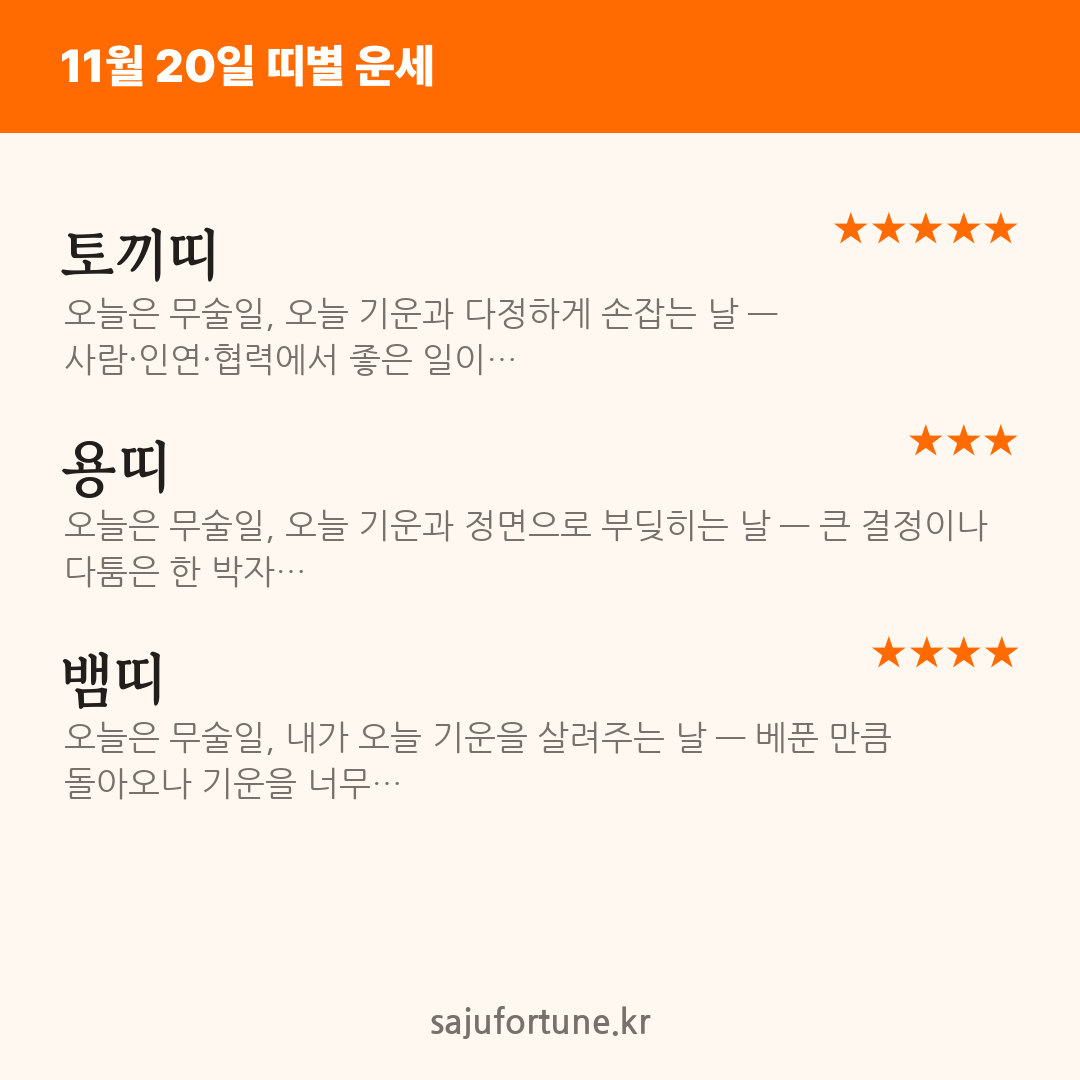 11월 20일 띠별 운세
토끼띠
★★★★★
오늘은 무술일, 오늘 기운과 다정하게 손잡는 날 —
사람·인연·협력에서 좋은 일이…
용띠
★★★
오늘은 무술일, 오늘 기운과 정면으로 부딪히는 날 — 큰 결정이나
다툼은 한 박자…
뱀띠
★★★★
오늘은 무술일, 내가 오늘 기운을 살려주는 날 — 베푼 만큼
돌아오나 기운을 너무…
sajufortune.kr